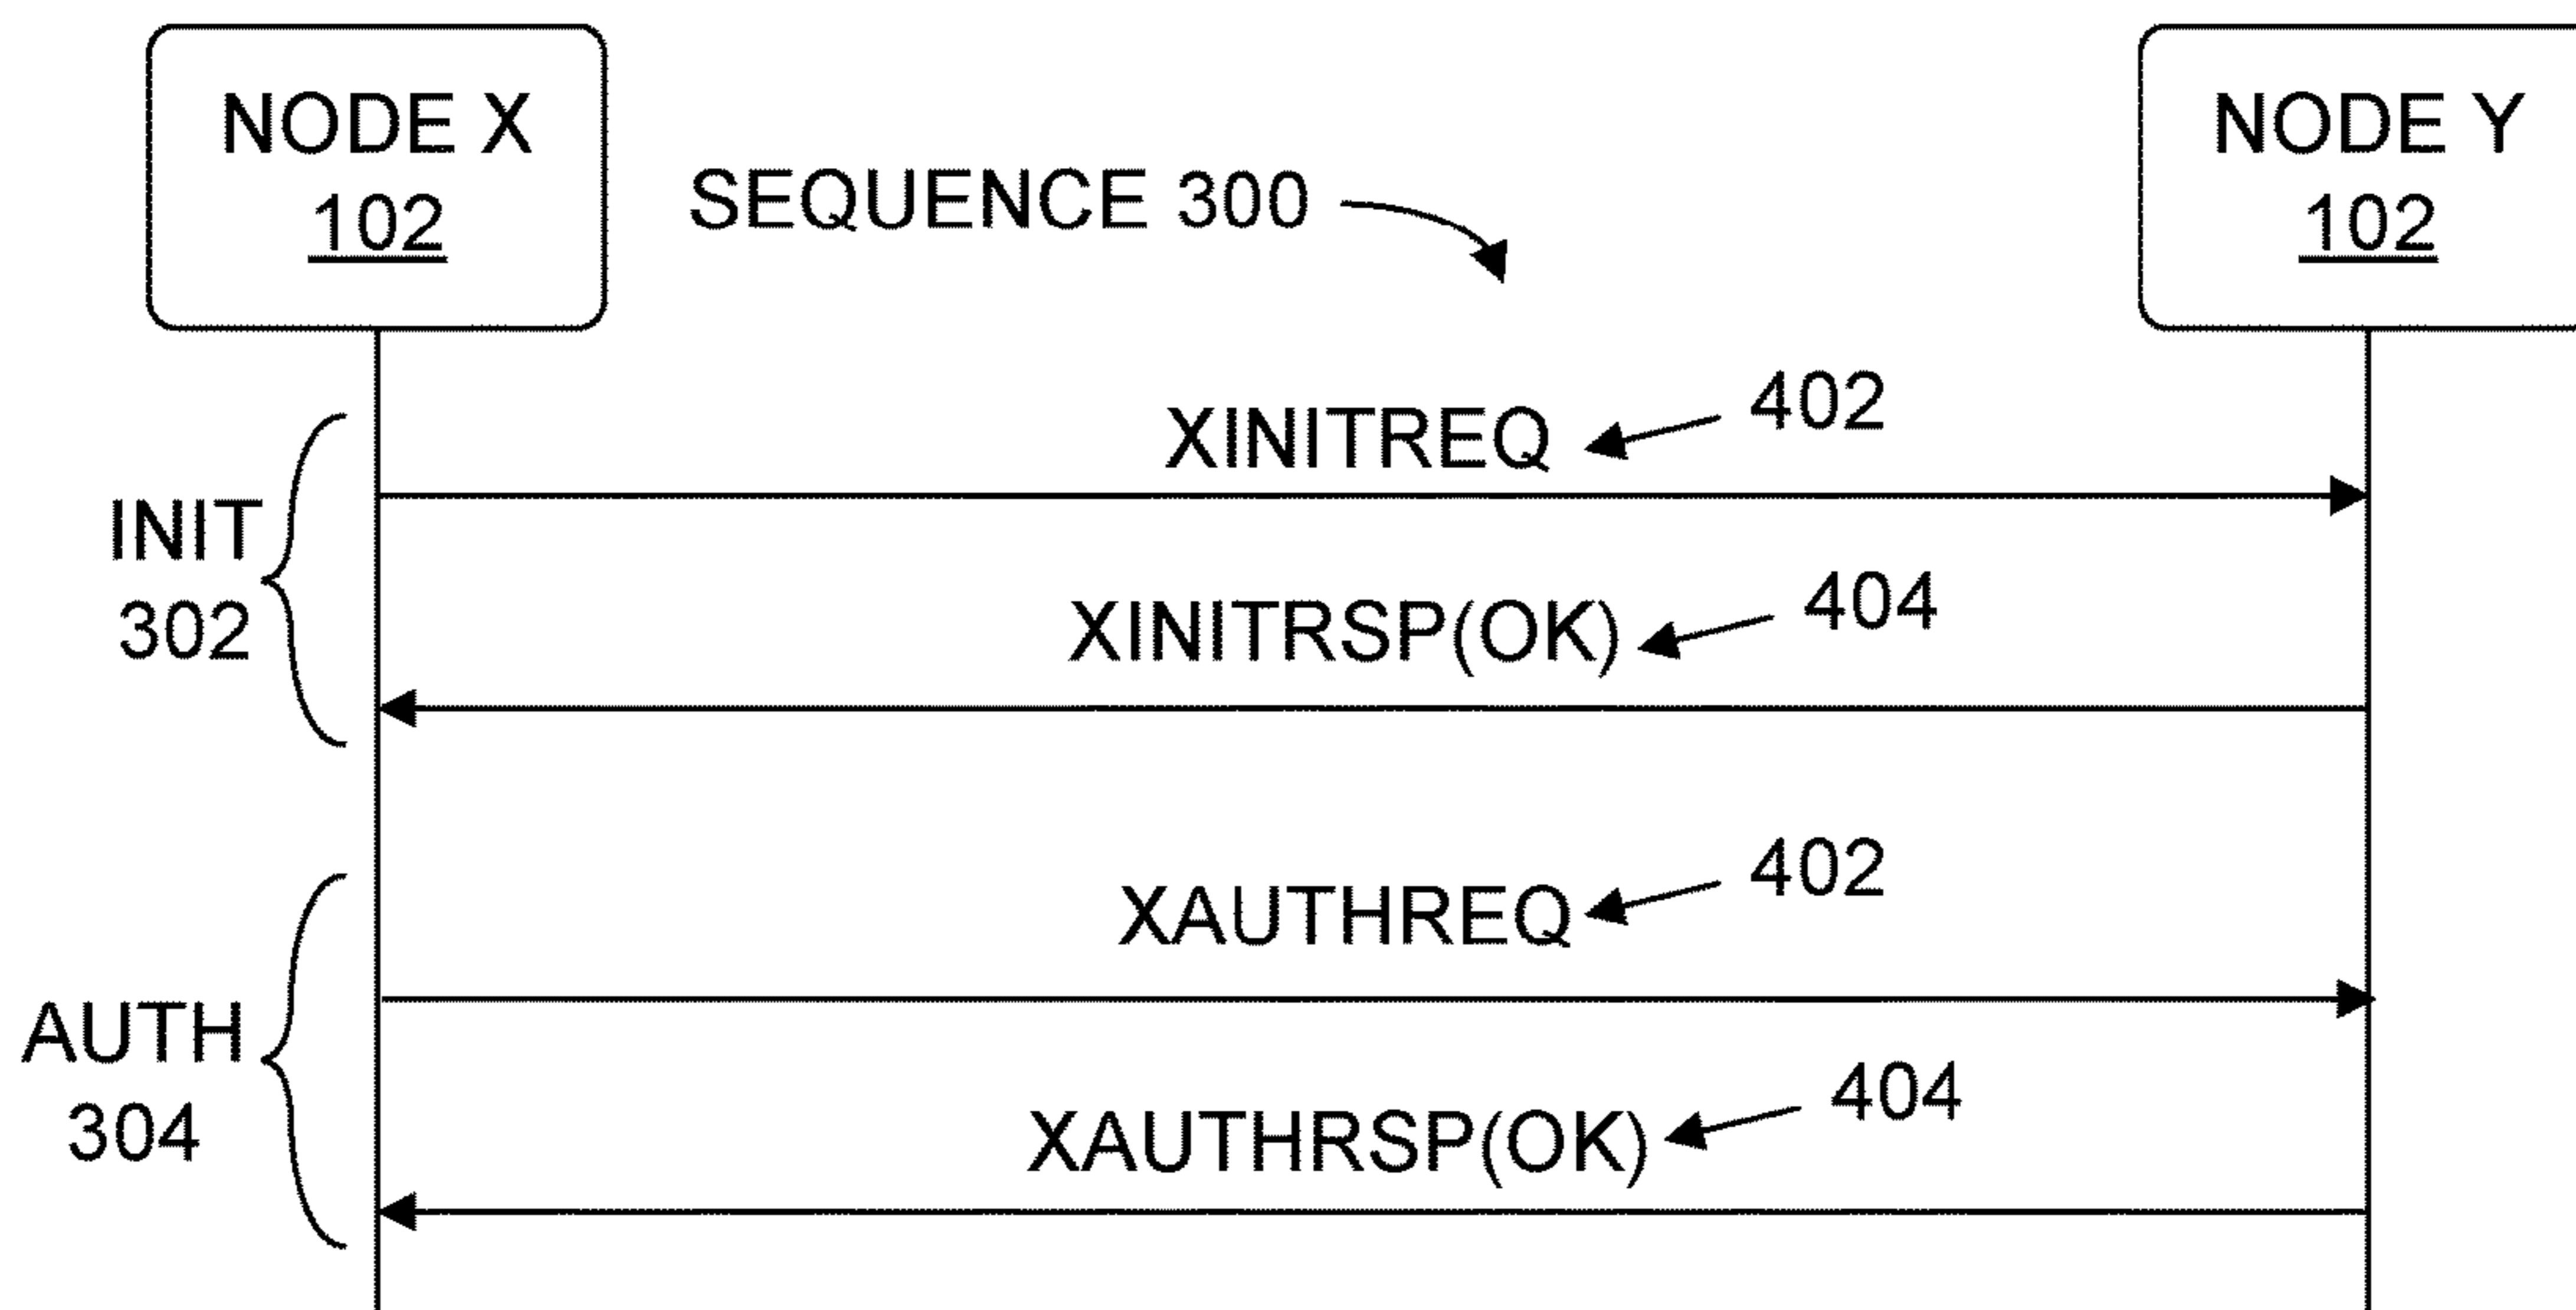 NODE X
102
SEQUENCE 300
NODE Y
102
XINITREQ
402
INIT
302
XINITRSP(OK)
404
XAUTHREQ
402
AUTH
304
XAUTHRSP(OK)
404